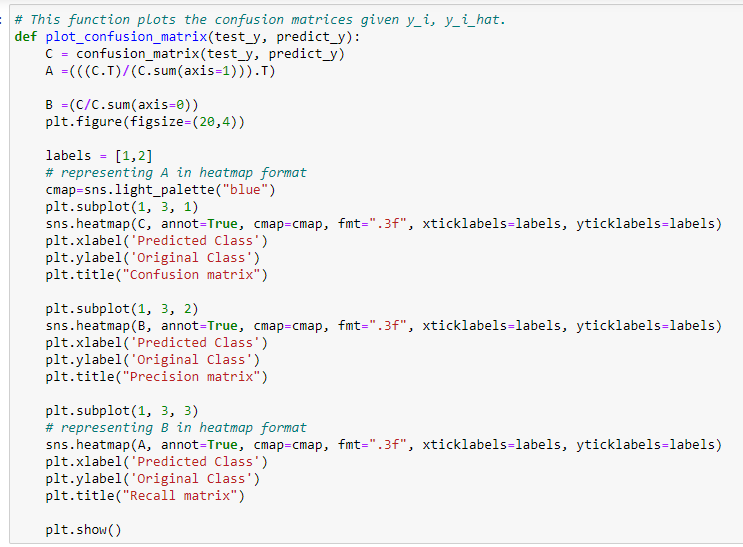 # This function plots the confusion matrices given y_i, y_i_hat.
def plot_confusion_matrix(test_y, predict_y):
    C = confusion_matrix(test_y, predict_y)
    A =(((C.T)/(C.sum(axis=1))).T)

    B =(C/C.sum(axis=0))
    plt.figure(figsize=(20,4))

    labels = [1,2]
    # representing A in heatmap format
    cmap=sns.light_palette("blue")
    plt.subplot(1, 3, 1)
    sns.heatmap(C, annot=True, cmap=cmap, fmt=".3f", xticklabels=labels, yticklabels=labels)
    plt.xlabel('Predicted Class')
    plt.ylabel('Original Class')
    plt.title("Confusion matrix")

    plt.subplot(1, 3, 2)
    sns.heatmap(B, annot=True, cmap=cmap, fmt=".3f", xticklabels=labels, yticklabels=labels)
    plt.xlabel('Predicted Class')
    plt.ylabel('Original Class')
    plt.title("Precision matrix")

    plt.subplot(1, 3, 3)
    # representing B in heatmap format
    sns.heatmap(A, annot=True, cmap=cmap, fmt=".3f", xticklabels=labels, yticklabels=labels)
    plt.xlabel('Predicted Class')
    plt.ylabel('Original Class')
    plt.title("Recall matrix")

    plt.show()